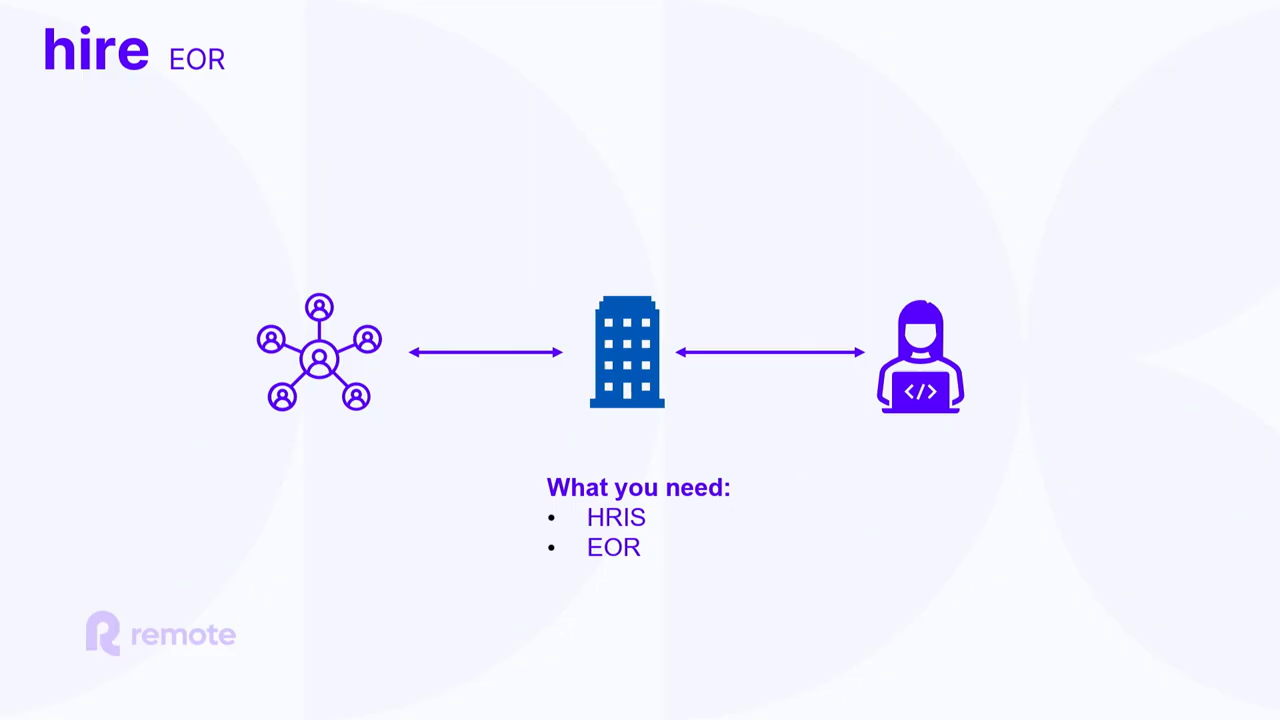 hire EOR
</>
What you need:
• HRIS
• EOR
remote